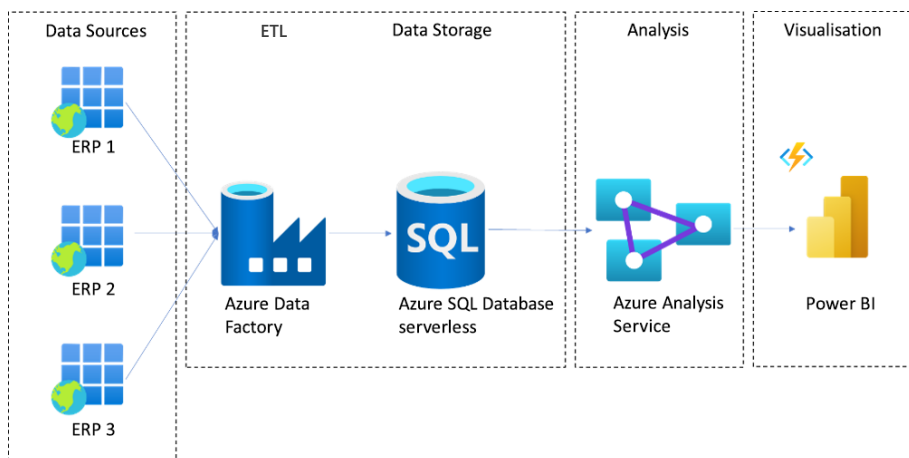 Data Sources
ETL
Data Storage
Analysis
Visualisation
ERP 1
ERP 2
ERP 3
SQL
Azure Data
Factory
Azure SQL Database
serverless
Azure Analysis
Service
Power BI